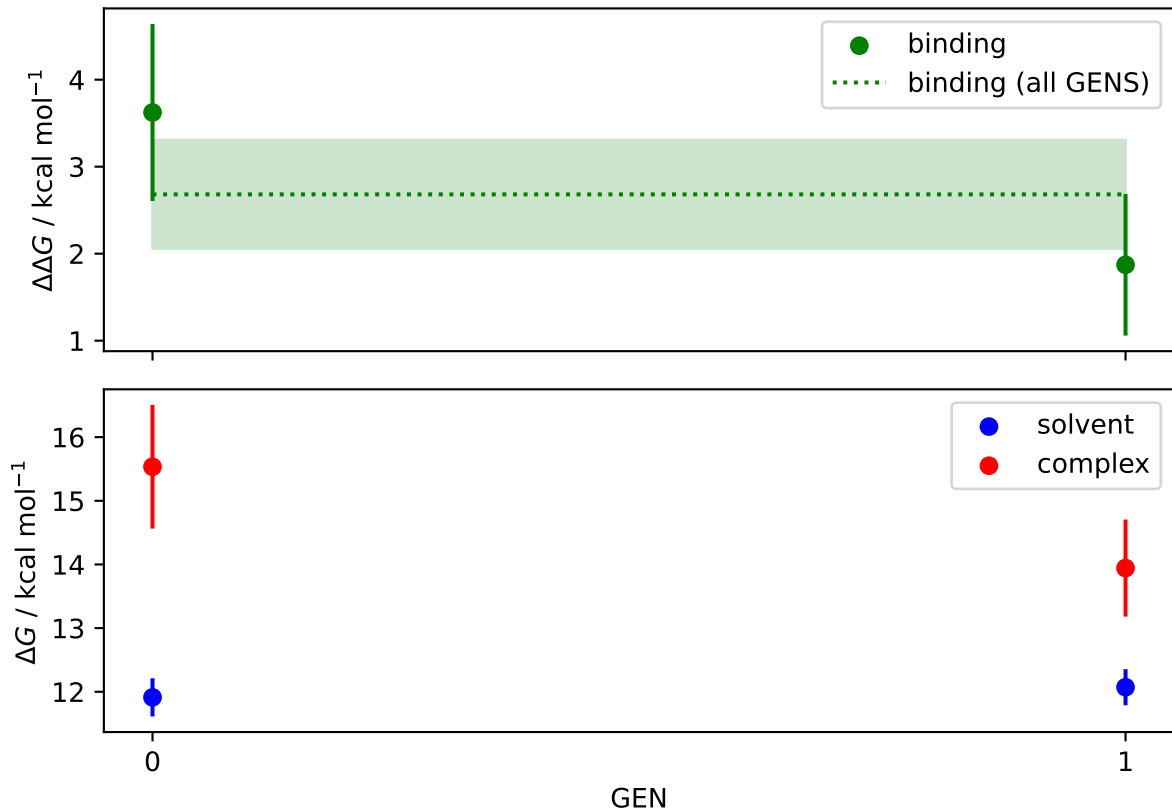 binding
binding (all GENS)
ΔΔG / kcal mol⁻¹
4
3
2
1
solvent
complex
ΔG / kcal mol⁻¹
16
15
14
13
12
0 1
GEN